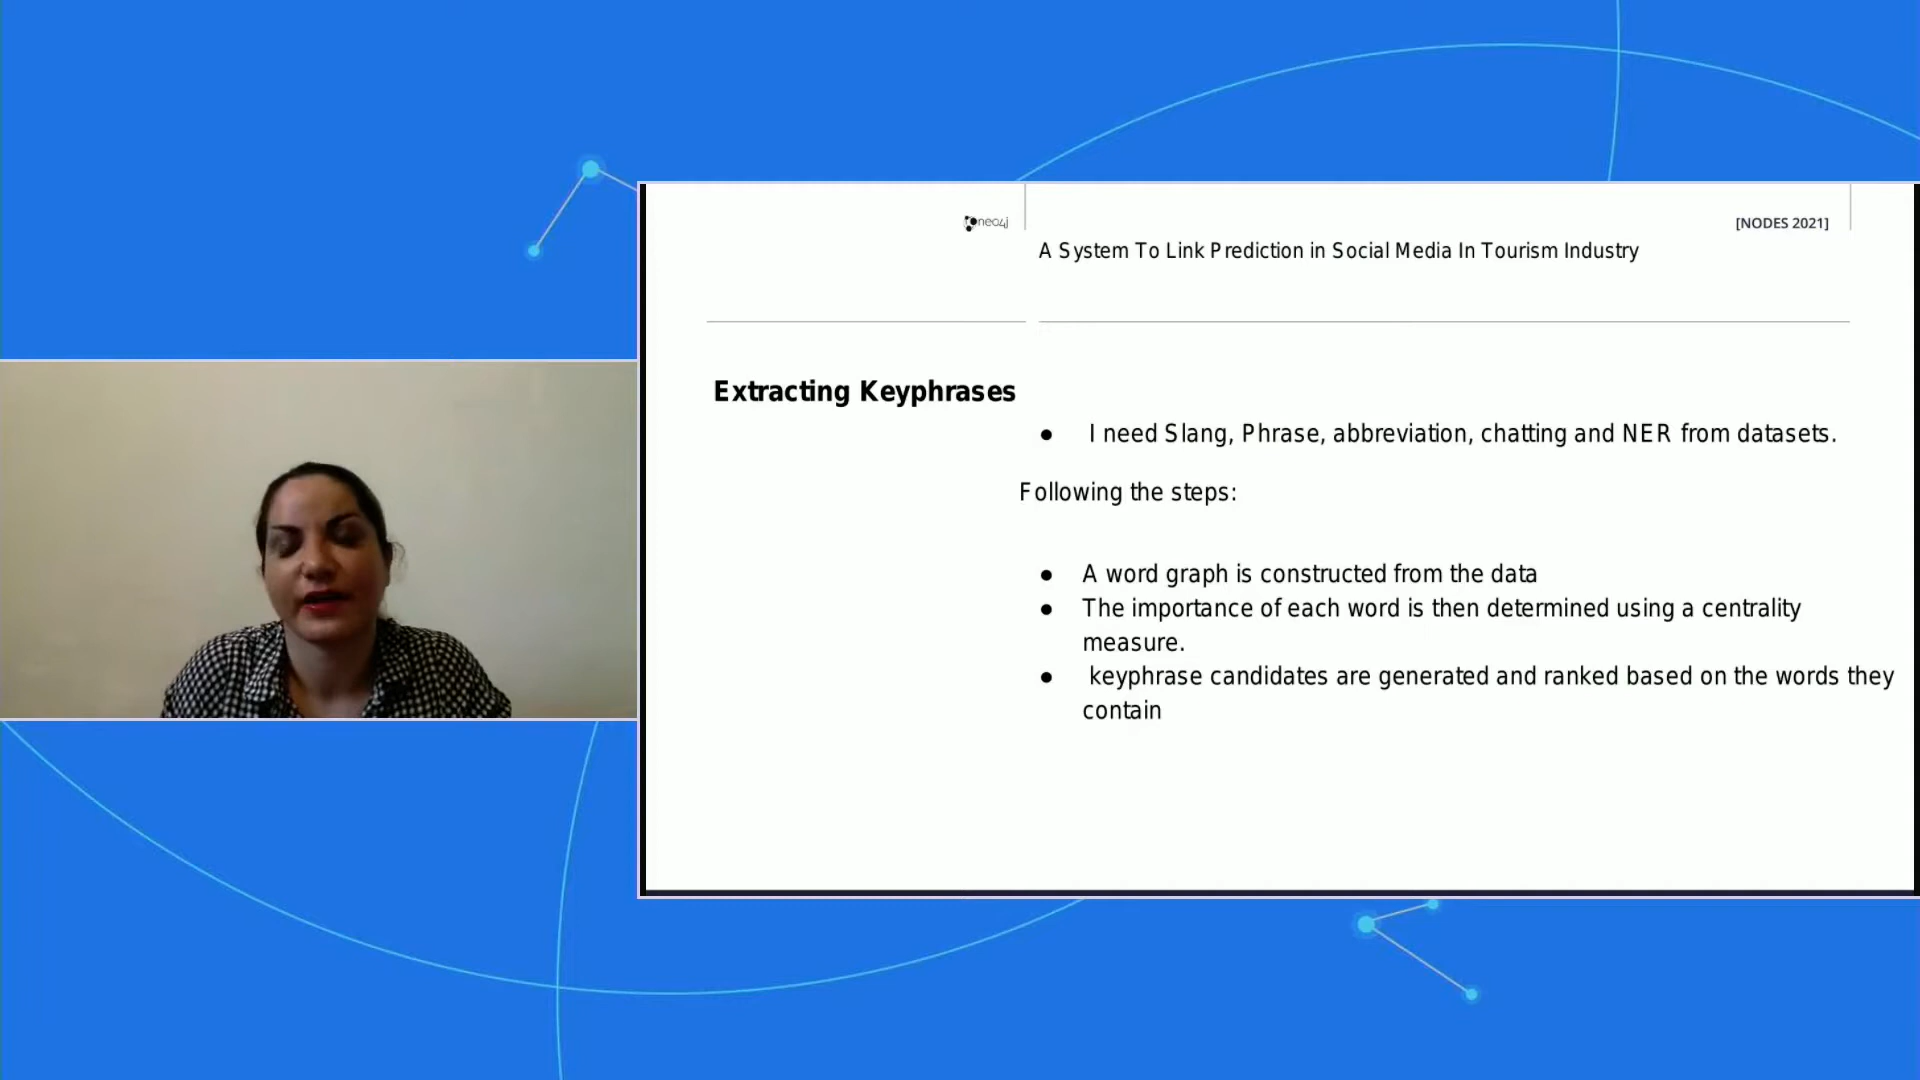 neo4j
[NODES 2021]
A System To Link Prediction in Social Media In Tourism Industry
Extracting Keyphrases
● I need Slang, Phrase, abbreviation, chatting and NER from datasets.
Following the steps:
● A word graph is constructed from the data
● The importance of each word is then determined using a centrality
measure.
● keyphrase candidates are generated and ranked based on the words they
contain